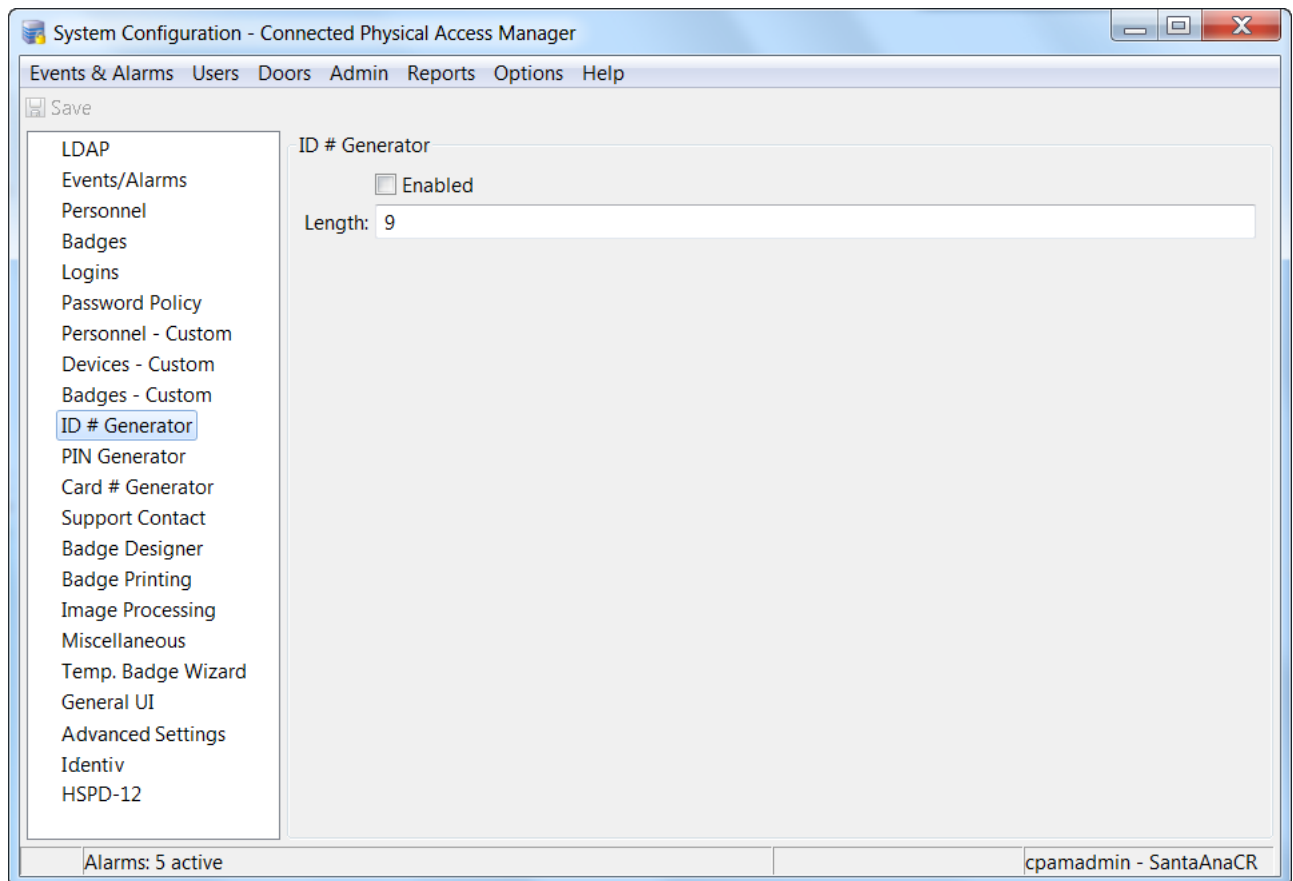 System Configuration - Connected Physical Access Manager
Events & Alarms Users Doors Admin Reports Options Help
Save
LDAP
Events/Alarms
Personnel
Badges
Logins
Password Policy
Personnel - Custom
Devices - Custom
Badges - Custom
ID # Generator
PIN Generator
Card # Generator
Support Contact
Badge Designer
Badge Printing
Image Processing
Miscellaneous
Temp. Badge Wizard
General UI
Advanced Settings
Identiv
HSPD-12
ID # Generator
Enabled
Length: 9
Alarms: 5 active
cpamadmin - SantaAnaCR